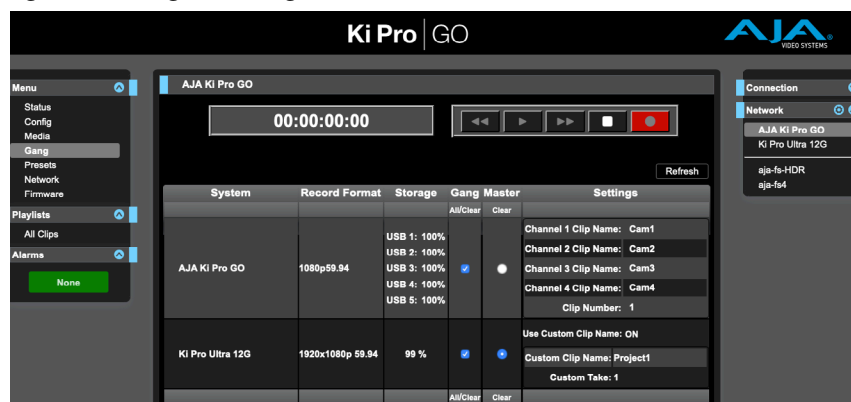 Ki Pro GO
AJA
VIDEO SYSTEMS
Menu
Status
Config
Media
Gang
Presets
Network
Firmware
Playlists
All Clips
Alarms
None
AJA Ki Pro GO
00:00:00:00
Refresh
System Record Format Storage Gang Master Settings
All/Clear Clear
AJA Ki Pro GO
1080p59.94
USB 1: 100%
USB 2: 100%
USB 3: 100%
USB 4: 100%
USB 5: 100%
Channel 1 Clip Name: Cam1
Channel 2 Clip Name: Cam2
Channel 3 Clip Name: Cam3
Channel 4 Clip Name: Cam4
Clip Number: 1
Ki Pro Ultra 12G
1920x1080p 59.94
99 %
Use Custom Clip Name: ON
Custom Clip Name: Project1
Custom Take: 1
All/Clear Clear
Connection
Network
AJA Ki Pro GO
Ki Pro Ultra 12G
aja-fs-HDR
aja-fs4